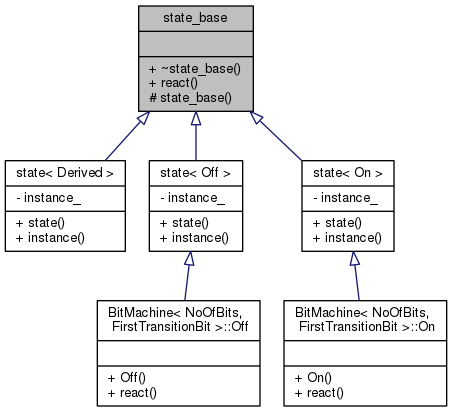 state_base
+ ~state_base()
+ react()
# state_base()
state< Derived >
- instance_
+ state()
+ instance()
state< Off >
- instance_
+ state()
+ instance()
state< On >
- instance_
+ state()
+ instance()
BitMachine< NoOfBits,
FirstTransitionBit >::Off
+ Off()
+ react()
BitMachine< NoOfBits,
FirstTransitionBit >::On
+ On()
+ react()